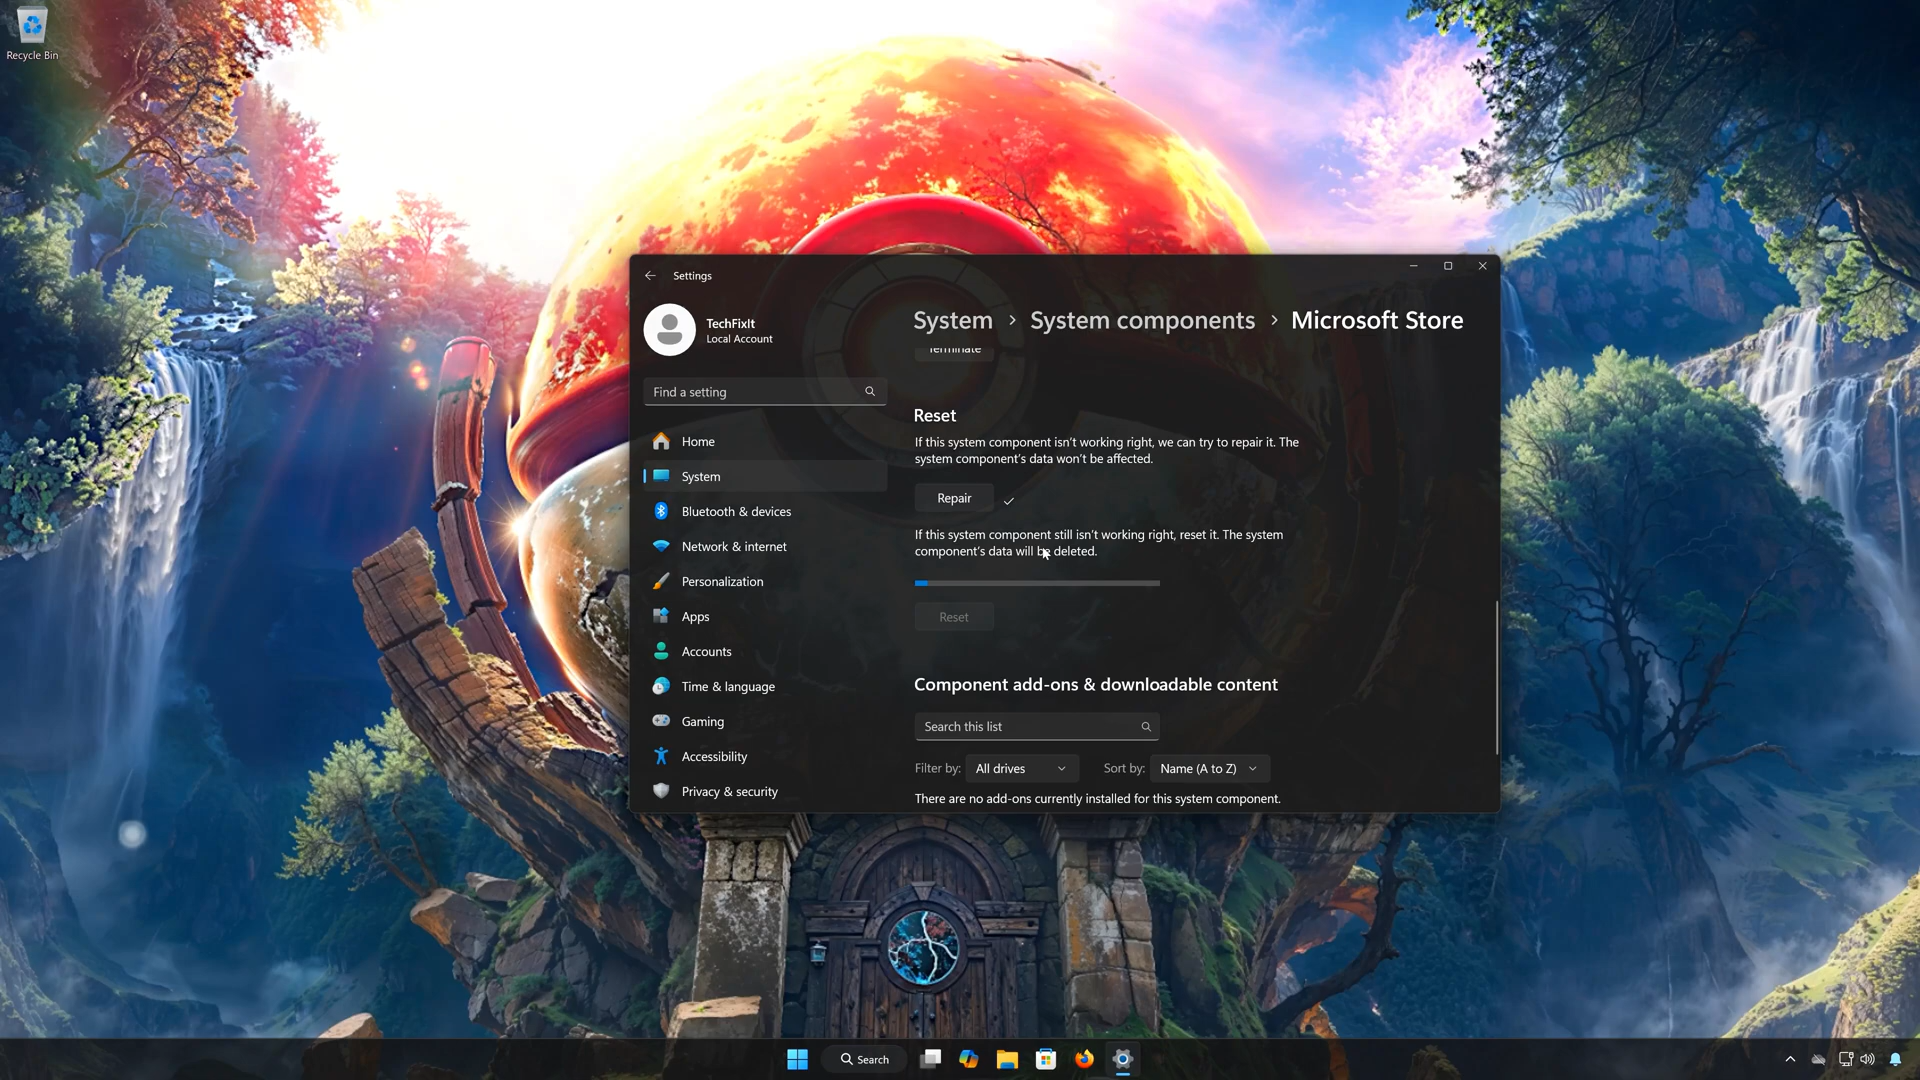 Recycle Bin
Settings
TechFixIt
Local Account
Find a setting
Home
System
Bluetooth & devices
Network & internet
Personalization
Apps
Accounts
Time & language
Gaming
Accessibility
Privacy & security
System > System components > Microsoft Store
Terminate
Reset
If this system component isn't working right, we can try to repair it. The
system component's data won't be affected.
Repair
If this system component still isn't working right, reset it. The system
component's data will be deleted.
Reset
Component add-ons & downloadable content
Search this list
Filter by: All drives Sort by: Name (A to Z)
There are no add-ons currently installed for this system component.
Search